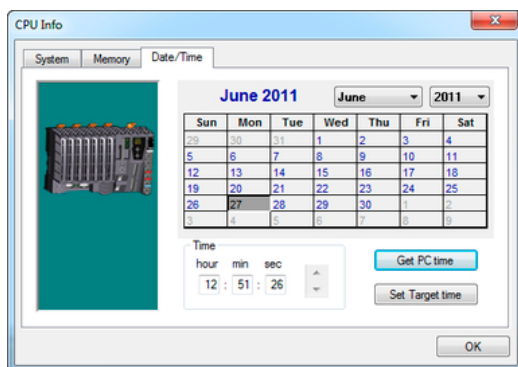 CPU Info
System Memory Date/Time
June 2011 June 2011
Sun Mon Tue Wed Thu Fri Sat
29 30 31 1 2 3 4
5 6 7 8 9 10 11
12 13 14 15 16 17 18
19 20 21 22 23 24 25
26 27 28 29 30 1 2
3 4 5 6 7 8 9
Time
hour min sec
12 : 51 : 26
Get PC time
Set Target time
OK